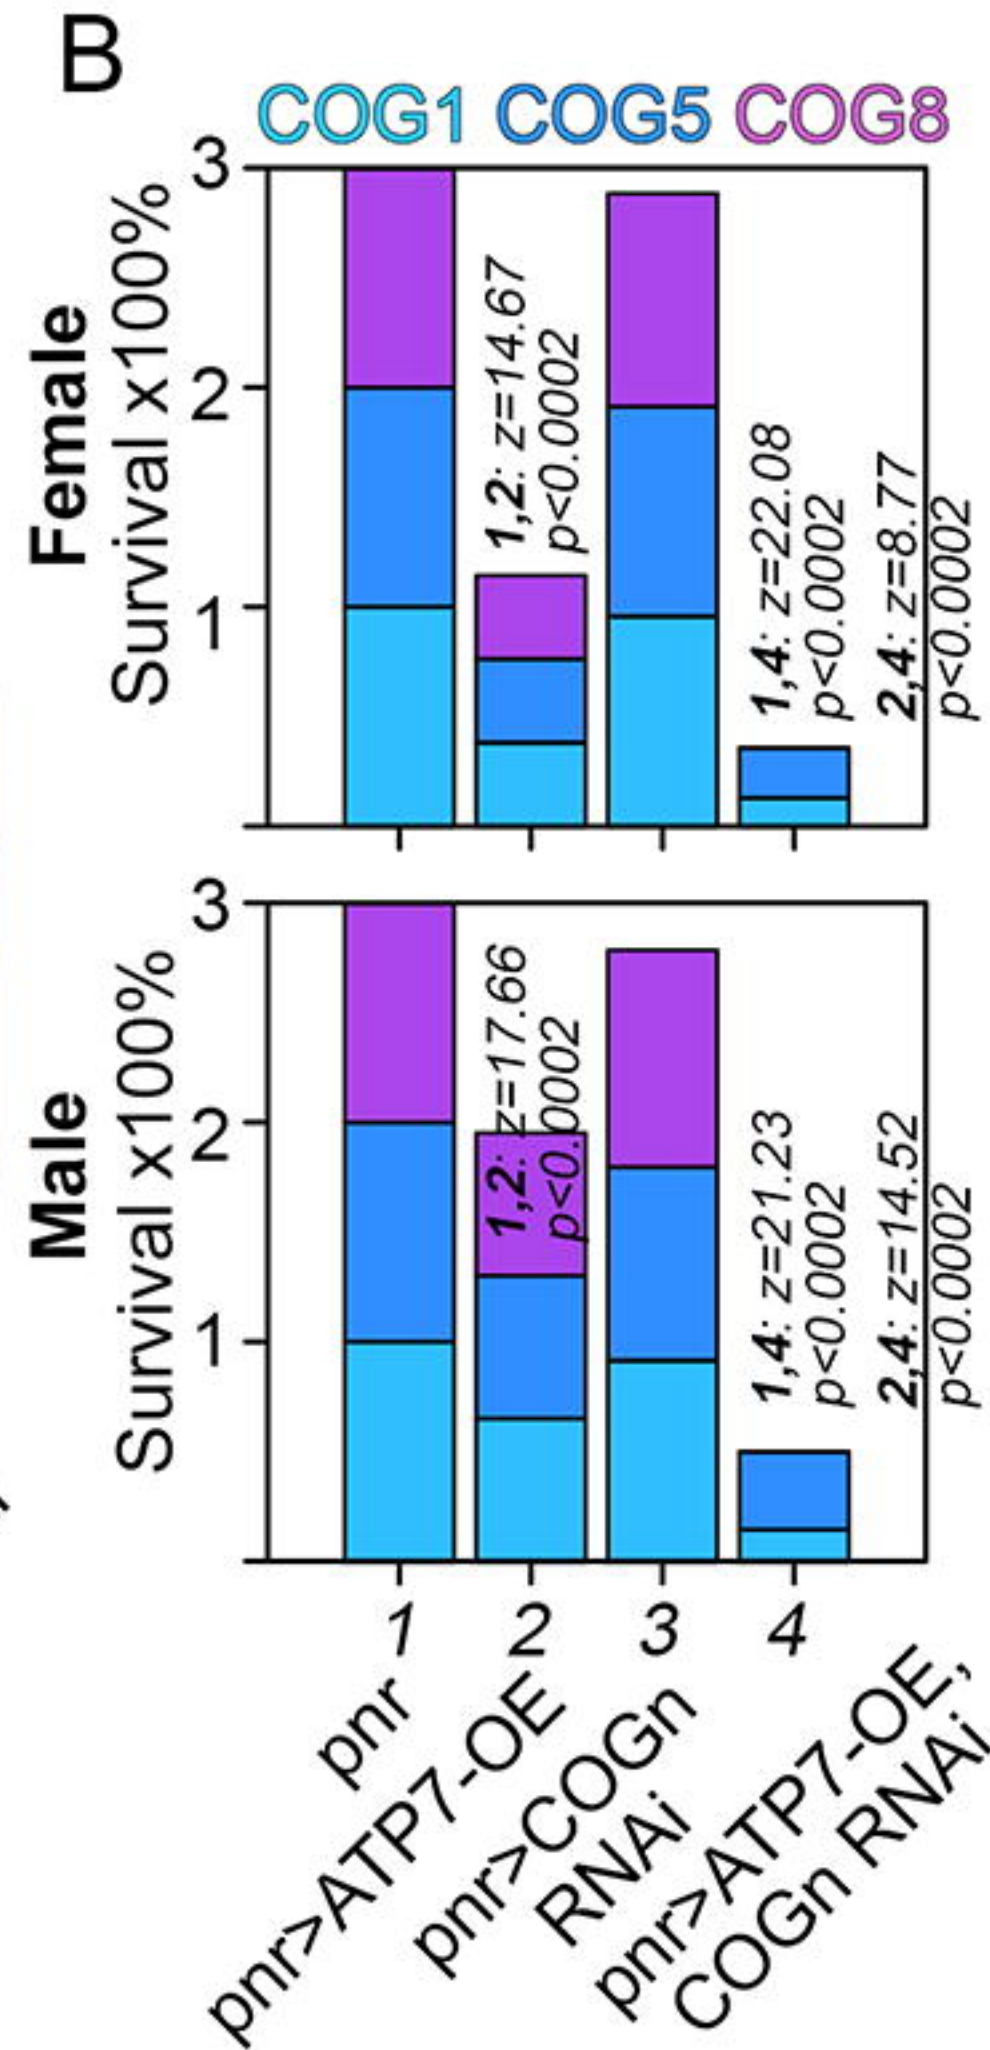 B
COG1 COG5 COG8
Female
Survival x100%
3
2
1
1,2: z=14.67
p<0.0002
1,4: z=22.08
p<0.0002
2,4: z=8.77
p<0.0002
Male
Survival x100%
3
2
1
1,2: z=17.66
p<0.0002
1,4: z=21.23
p<0.0002
2,4: z=14.52
p<0.0002
1 2 3 4
pnr
pnr>ATP7-OE
pnr>COGn
RNAi
pnr>ATP7-OE,
COGn RNAi